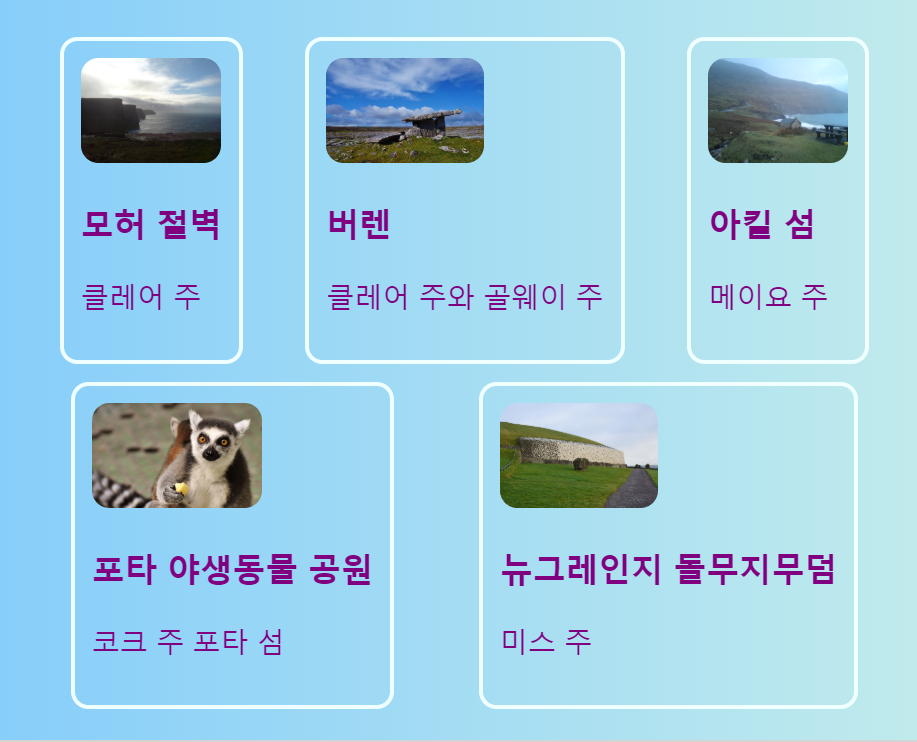 모허 절벽
클레어 주
버렌
클레어 주와 골웨이 주
아킬 섬
메이요 주
포타 야생동물 공원
코크 주 포타 섬
뉴그레인지 돌무지무덤
미스 주